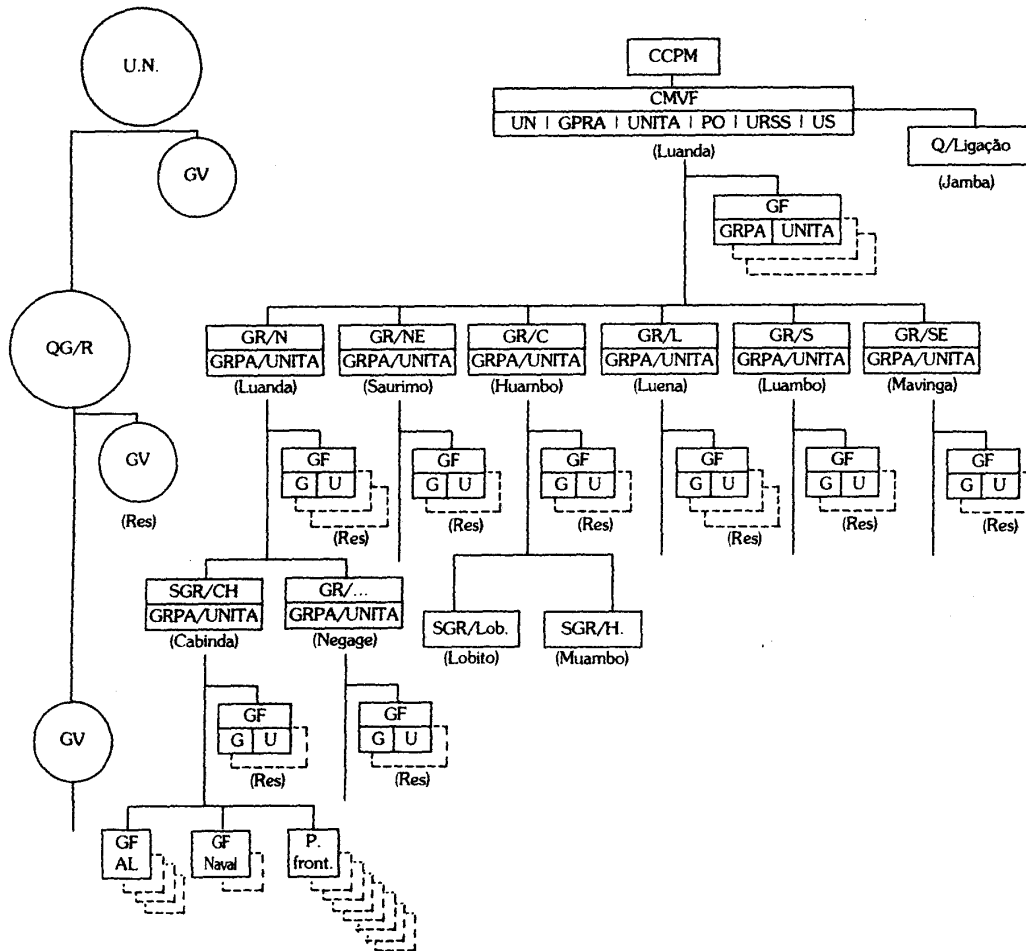 U.N.
GV
QG/R
GV
(Res)
GV
CCPM
CMVF
UN | GPRA | UNITA | PO | URSS | US
(Luanda)
Q/Ligação
(Jamba)
GF
GRPA UNITA
GR/N GR/NE GR/C GR/L GR/S GR/SE
GRPA/UNITA GRPA/UNITA GRPA/UNITA GRPA/UNITA GRPA/UNITA GRPA/UNITA
(Luanda) (Saurimo) (Huambo) (Luena) (Luambo) (Mavinga)
GF GF GF GF GF GF
G U G U G U G U G U G U
(Res) (Res) (Res) (Res) (Res) (Res)
SGR/CH GR/...
GRPA/UNITA GRPA/UNITA
(Cabinda) (Negage)
SGR/Lob. SGR/H.
(Lobito) (Muambo)
GF GF
G U G U
(Res) (Res)
GF GF P.
AL Naval front.